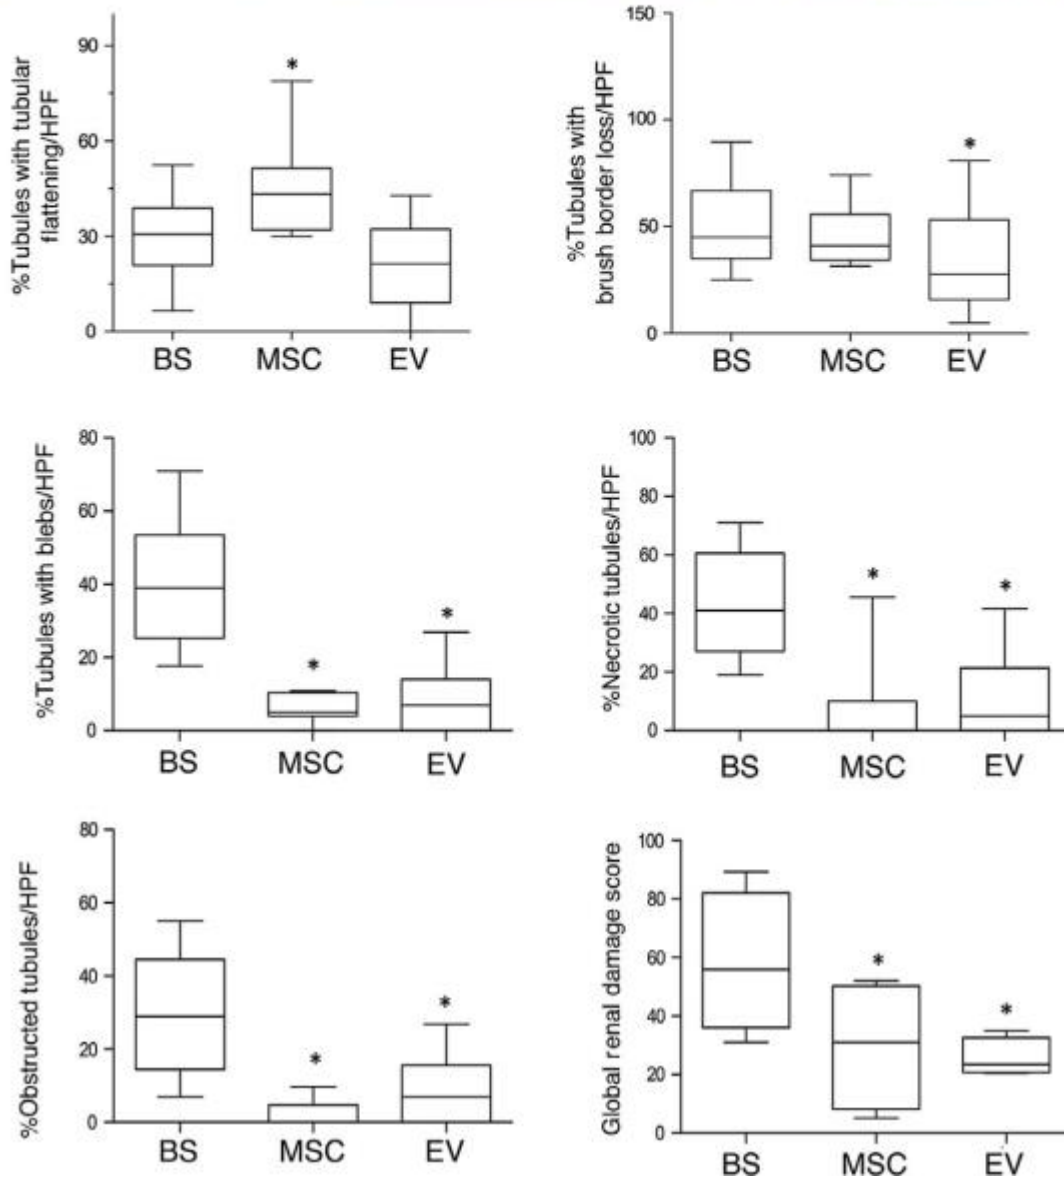 %Tubules with tubular
flattening/HPF
90
60
30
0
*
BS MSC EV
%Tubules with
brush border loss/HPF
150
100
50
0
*
BS MSC EV
%Tubules with blebs/HPF
80
60
40
20
0
* *
BS MSC EV
%Necrotic tubules/HPF
100
80
60
40
20
0
* *
BS MSC EV
%Obstructed tubules/HPF
80
60
40
20
0
* *
BS MSC EV
Global renal damage score
100
80
60
40
20
0
* *
BS MSC EV